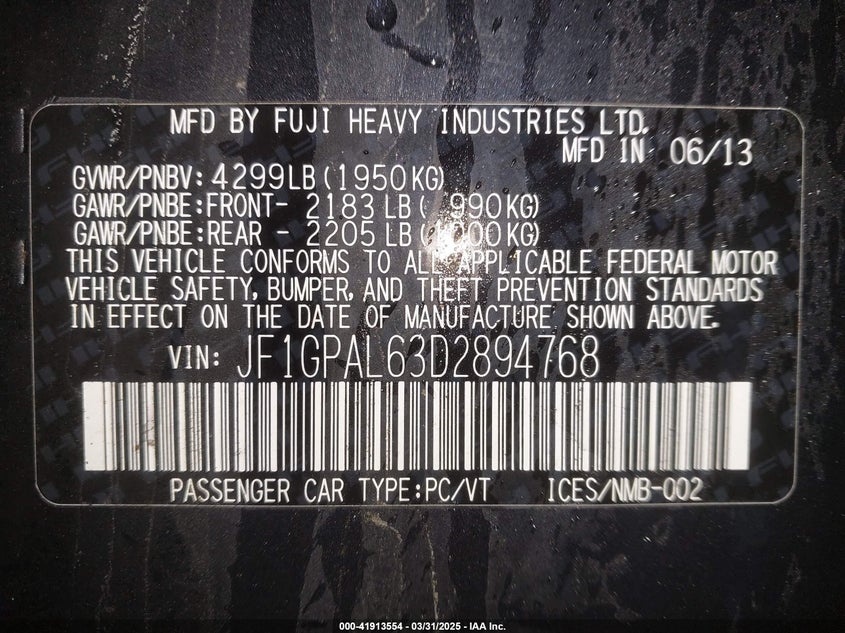 MFD BY FUJI HEAVY INDUSTRIES LTD.
MFD IN 06/13
GVWR/PNBV: 4299LB (1950KG)
GAWR/PNBE:FRONT- 2183 LB ( 990KG)
GAWR/PNBE:REAR - 2205 LB (1000KG)
THIS VEHICLE CONFORMS TO ALL APPLICABLE FEDERAL MOTOR
VEHICLE SAFETY, BUMPER, AND THEFT PREVENTION STANDARDS
IN EFFECT ON THE DATE OF MANUFACTURE SHOWN ABOVE.
VIN: JF1GPAL63D2894768
PASSENGER CAR TYPE:PC/VT ICES/NMB-002
000-41913554 - 03/31/2025 - IAA Inc.